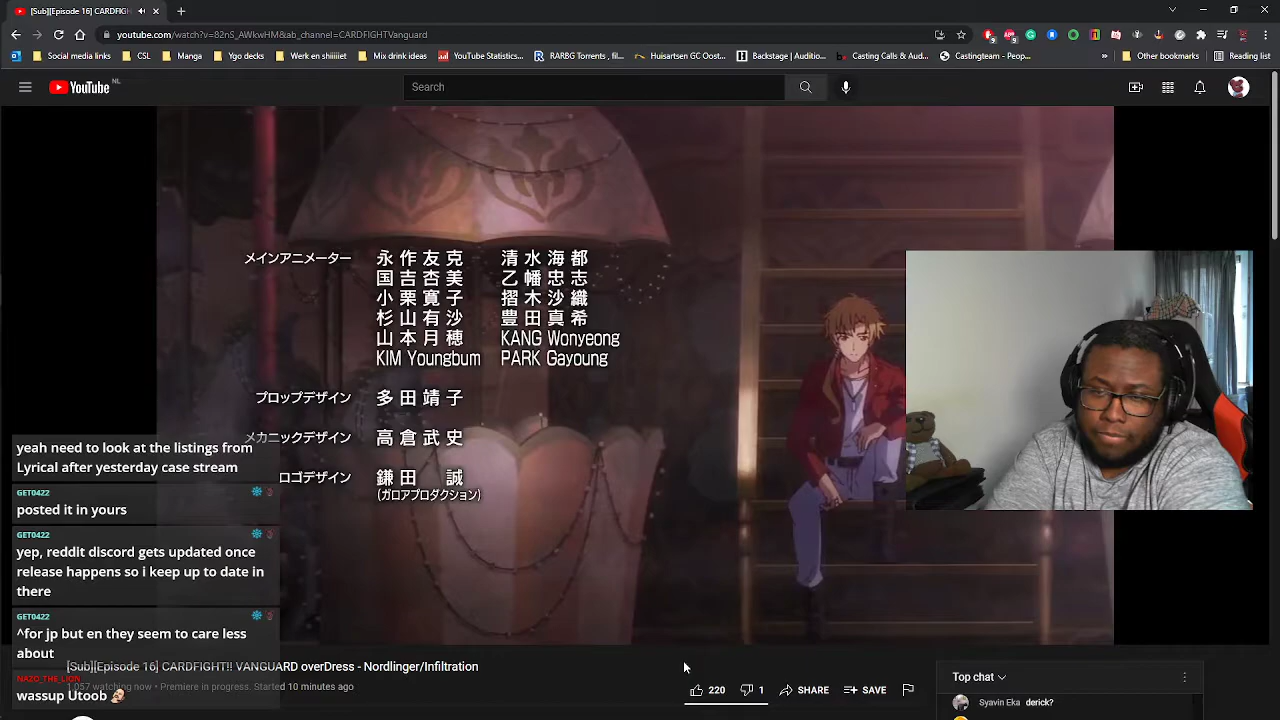 [Sub][Episode 16] CARDFIGH
youtube.com/watch?v=82nS_AWkwHM&ab_channel=CARDFIGHTVanguard
Social media CSL Manga Ygo decks Werk en shiiiiiet Mix drink ideas YouTube Statistics... RARBG Torrents , fil... Huisartsen GC Oost... Backstage | Auditio... Casting Calls & Au... Castingteam - Peop... » Other bookmarks Reading list
YouTube NL
Search
メインアニメーター 永作友克 清水海都
国吉杏美 乙幡忠志
小栗寛子 摺木沙織
杉山有沙 豊田真希
山本月穂 KANG Wonyeong
KIM Youngbum PARK Gayoung
プロップデザイン 多田靖子
メカニックデザイン 高倉武史
ロゴデザイン 鎌田 誠
(ガロアプロダクション)
yeah need to look at the listings from
Lyrical after yesterday case stream
GET0422
posted it in yours
GET0422
yep, reddit discord gets updated once
release happens so i keep up to date in
there
GET0422
^for jp but en they seem to care less
about
NAZO_THE_LION
wassup Utoob
[Sub][Episode 16] CARDFIGHT!! VANGUARD overDress - Nordlinger/Infiltration
1,057 watching now • Premiere in progress. Started 10 minutes ago
220 1 SHARE SAVE
Top chat
Syavin Eka derick?